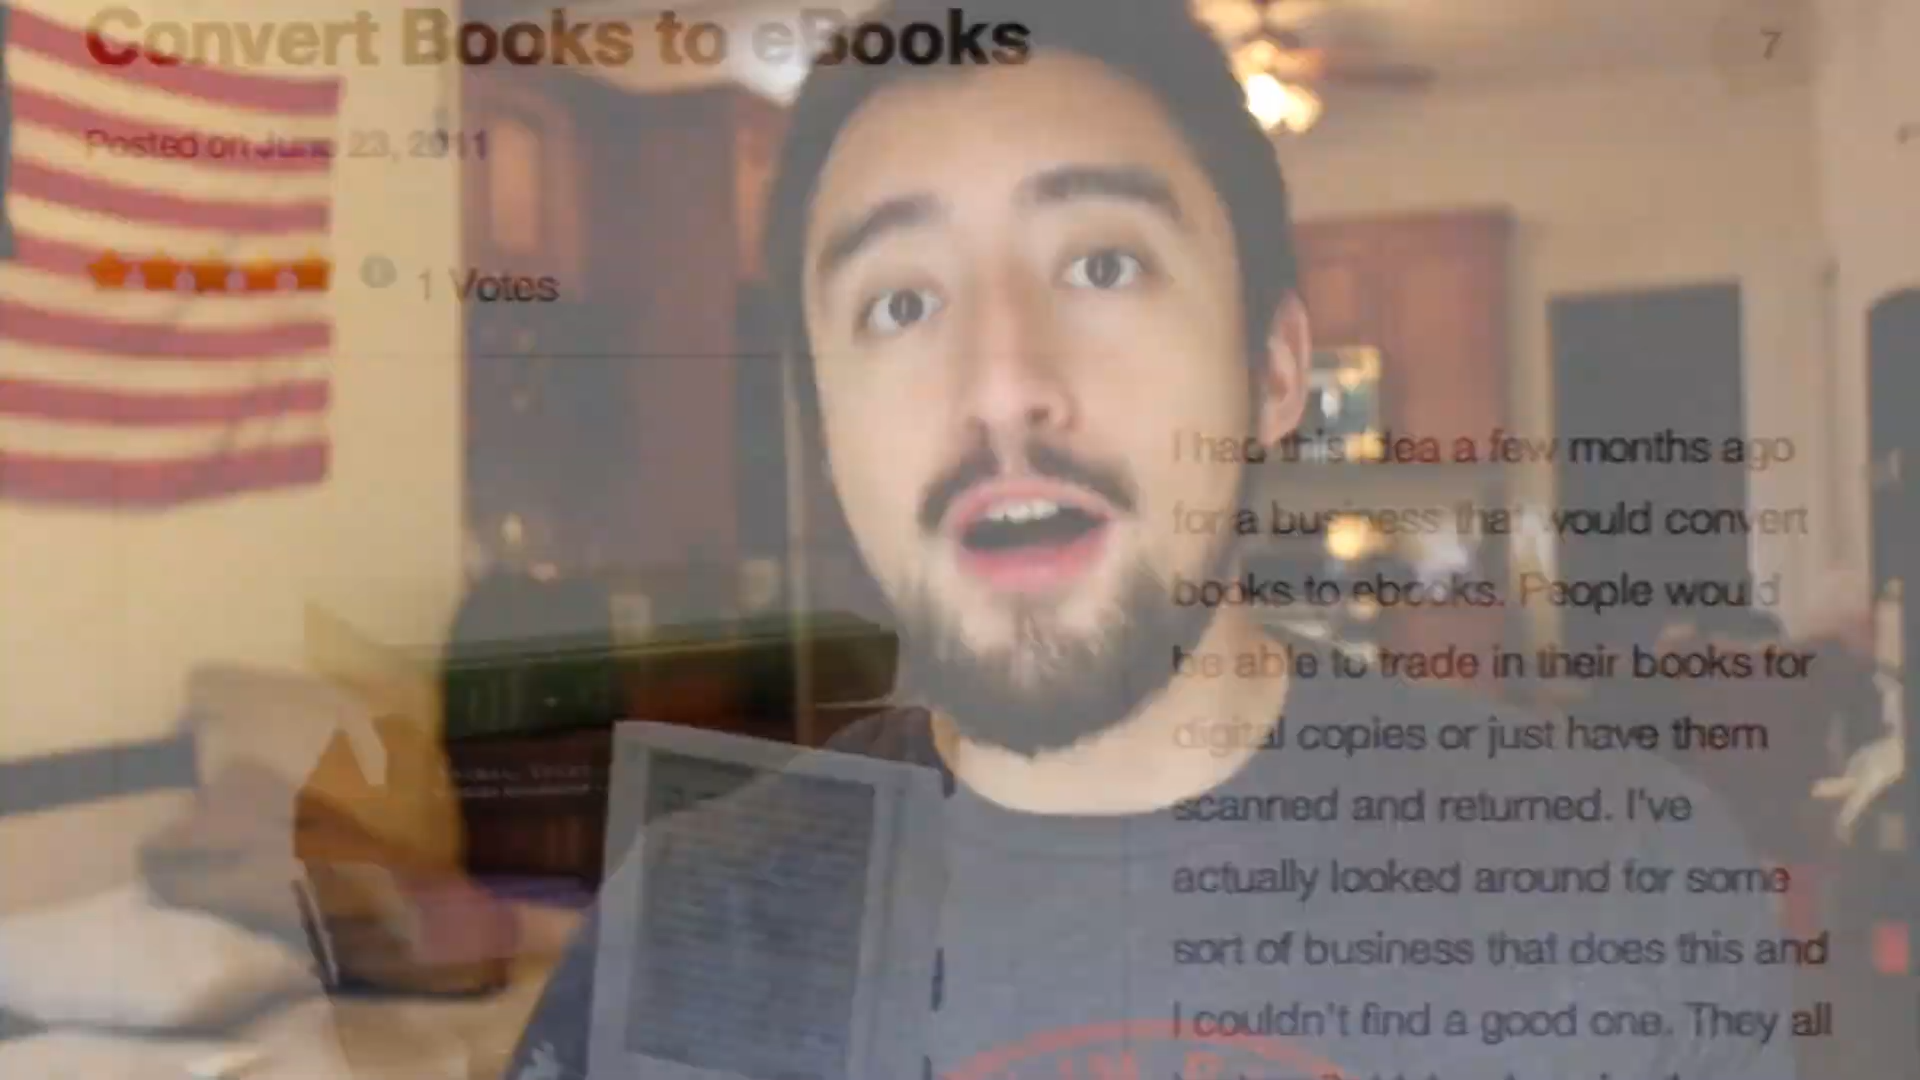 Convert Books to eBooks
7
Posted on June 23, 2011
1 Votes
I had this idea a few months ago
for a business that would convert
books to ebooks. People would
be able to trade in their books for
digital copies or just have them
scanned and returned. I've
actually looked around for some
sort of business that does this and
I couldn't find a good one. They all